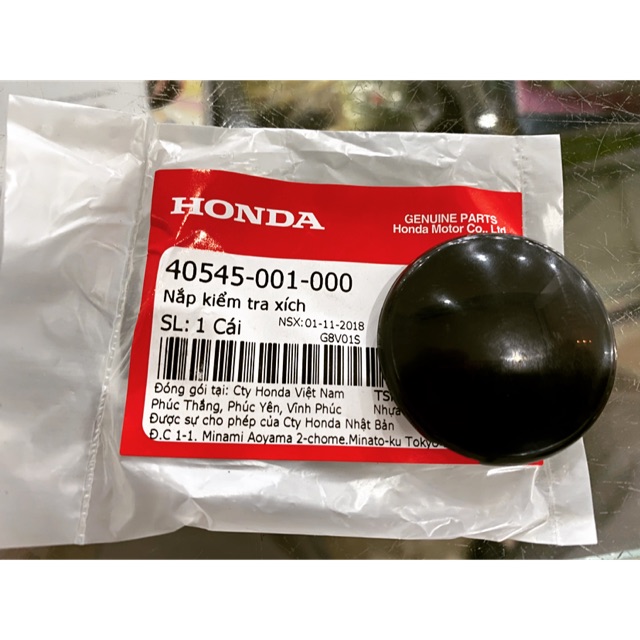 HONDA
GENUINE PARTS
Honda Motor Co., Ltd
40545-001-000
Nắp kiểm tra xích
SL: 1 Cái
NSX: 01-11-2018
G8V01S
Đóng gói tại: Cty Honda Việt Nam
Phúc Thắng, Phúc Yên, Vĩnh Phúc
Nhựa
Được sự cho phép của Cty Honda Nhật Bản
Đ.C 1-1. Minami Aoyama 2-chome.Minato-ku Tokyo